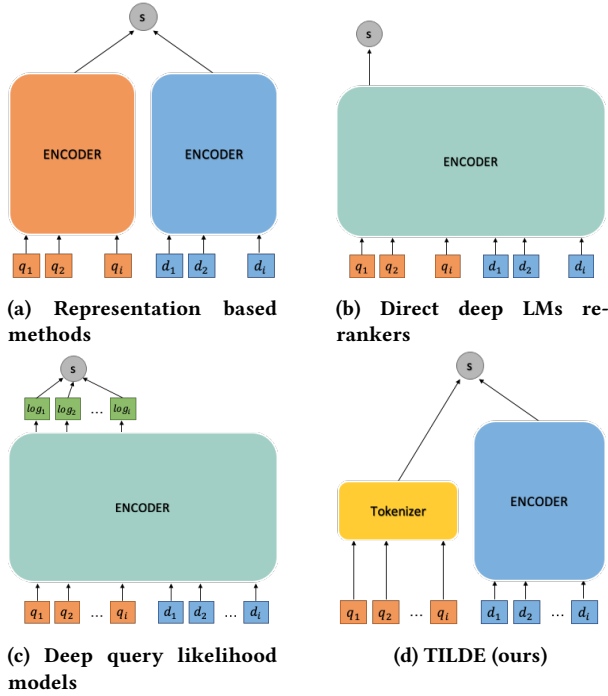 s
ENCODER
ENCODER
q1 q2 qi d1 d2 di
(a) Representation based
methods
s
ENCODER
q1 q2 qi d1 d2 di
(b) Direct deep LMs re-
rankers
s
log1 log2 ... logi
ENCODER
q1 q2 ... qi d1 d2 ... di
(c) Deep query likelihood
models
s
Tokenizer
ENCODER
q1 q2 ... qi d1 d2 ... di
(d) TILDE (ours)